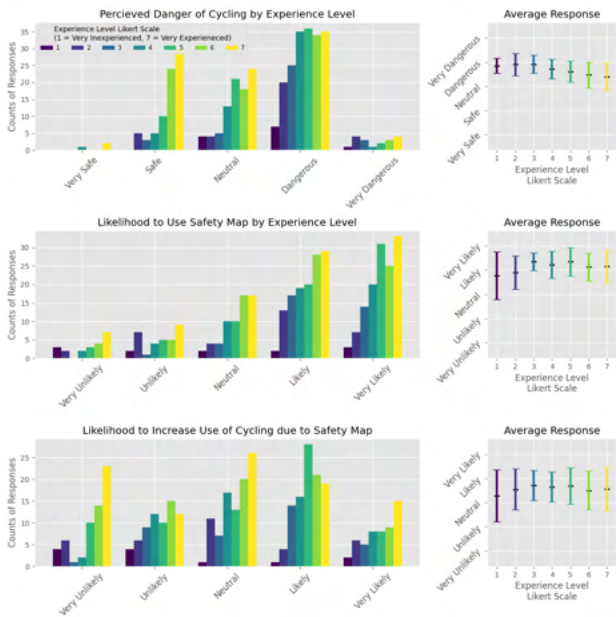 Percieved Danger of Cycling by Experience Level
Experience Level Likert Scale
(1 = Very Inexperienced, 7 = Very Experieneced)
1 2 3 4 5 6 7
Counts of Responses
35
30
25
20
15
10
5
0
Very Safe
Safe
Neutral
Dangerous
Very Dangerous
Average Response
Very Dangerous
Dangerous
Neutral
Safe
Very Safe
1 2 3 4 5 6 7
Experience Level
Likert Scale
Likelihood to Use Safety Map by Experience Level
Counts of Responses
30
25
20
15
10
5
0
Very Unlikely
Unlikely
Neutral
Likely
Very Likely
Average Response
Very Likely
Likely
Neutral
Unlikely
Very Unlikely
1 2 3 4 5 6 7
Experience Level
Likert Scale
Likelihood to Increase Use of Cycling due to Safety Map
Counts of Responses
25
20
15
10
5
0
Very Unlikely
Unlikely
Neutral
Likely
Very Likely
Average Response
Very Likely
Likely
Neutral
Unlikely
Very Unlikely
1 2 3 4 5 6 7
Experience Level
Likert Scale